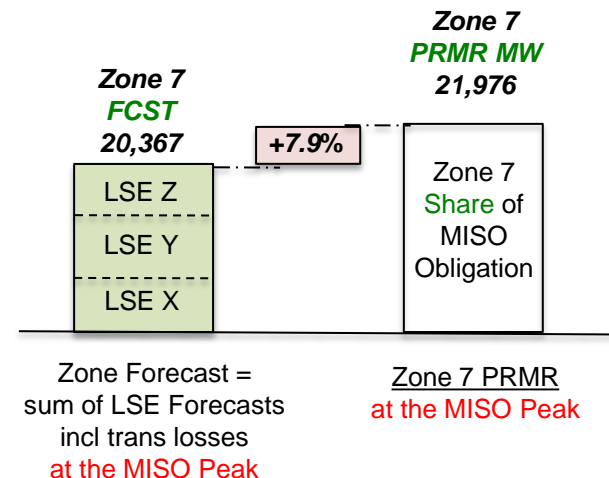 Zone 7
FCST
20,367
+7.9%
Zone 7
PRMR MW
21,976
LSE Z
LSE Y
LSE X
Zone 7
Share of
MISO
Obligation
Zone Forecast =
sum of LSE Forecasts
incl trans losses
at the MISO Peak
Zone 7 PRMR
at the MISO Peak